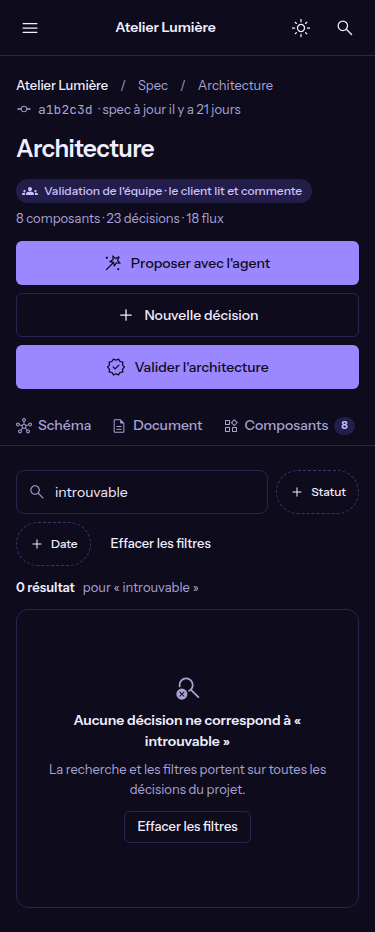 Atelier Lumière
Atelier Lumière / Spec / Architecture
a1b2c3d · spec à jour il y a 21 jours
Architecture
Validation de l'équipe · le client lit et commente
8 composants · 23 décisions · 18 flux
Proposer avec l'agent
Nouvelle décision
Valider l'architecture
Schéma Document Composants 8
introuvable
Statut
Date
Effacer les filtres
0 résultat pour « introuvable »
Aucune décision ne correspond à «
introuvable »
La recherche et les filtres portent sur toutes les
décisions du projet.
Effacer les filtres